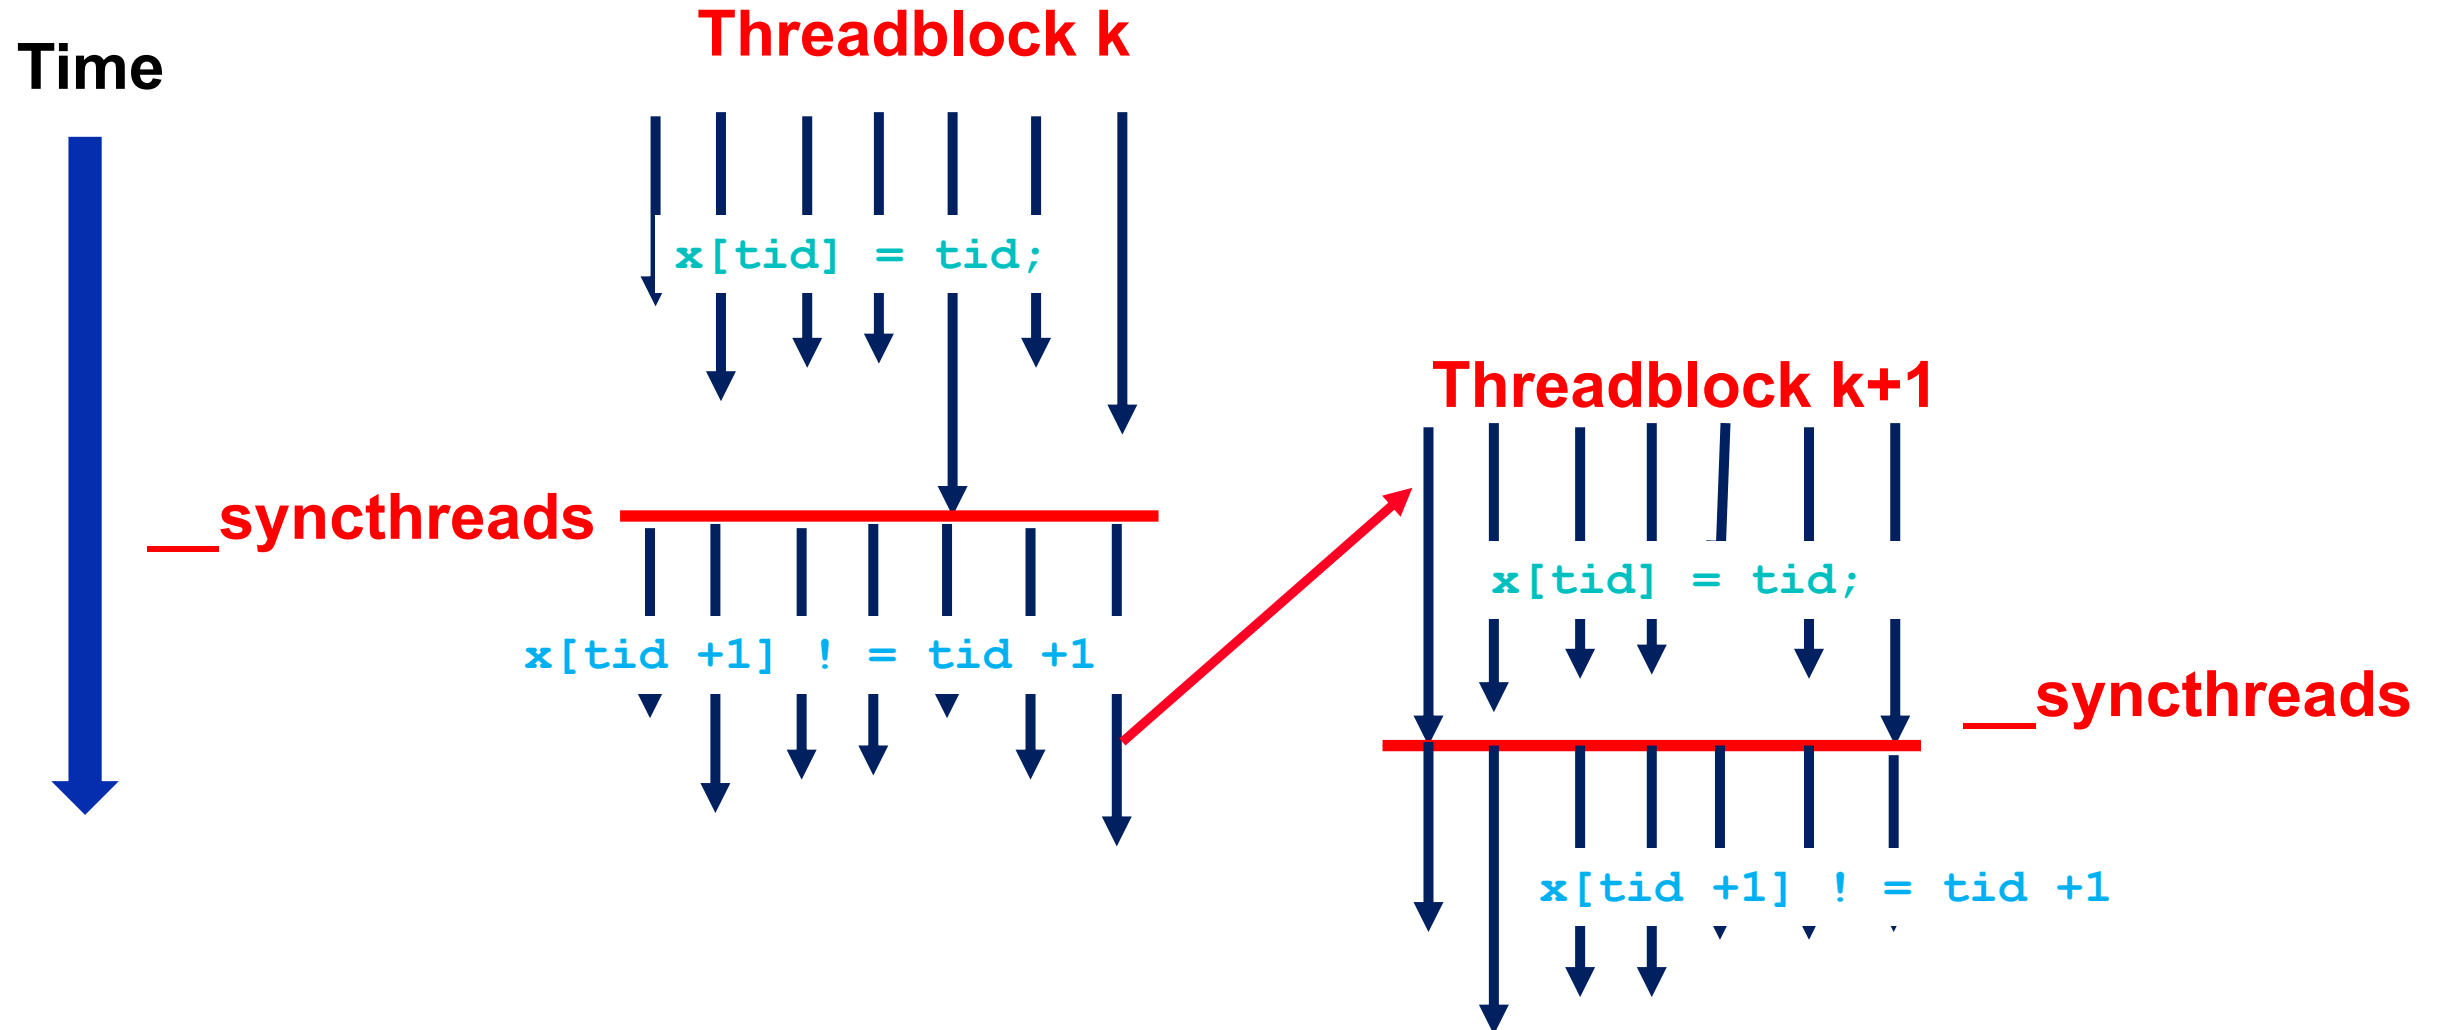 Threadblock k
Time
x[tid] = tid;
Threadblock k+1
__syncthreads
x[tid] = tid;
x[tid +1] ! = tid +1
__syncthreads
x[tid +1] ! = tid +1